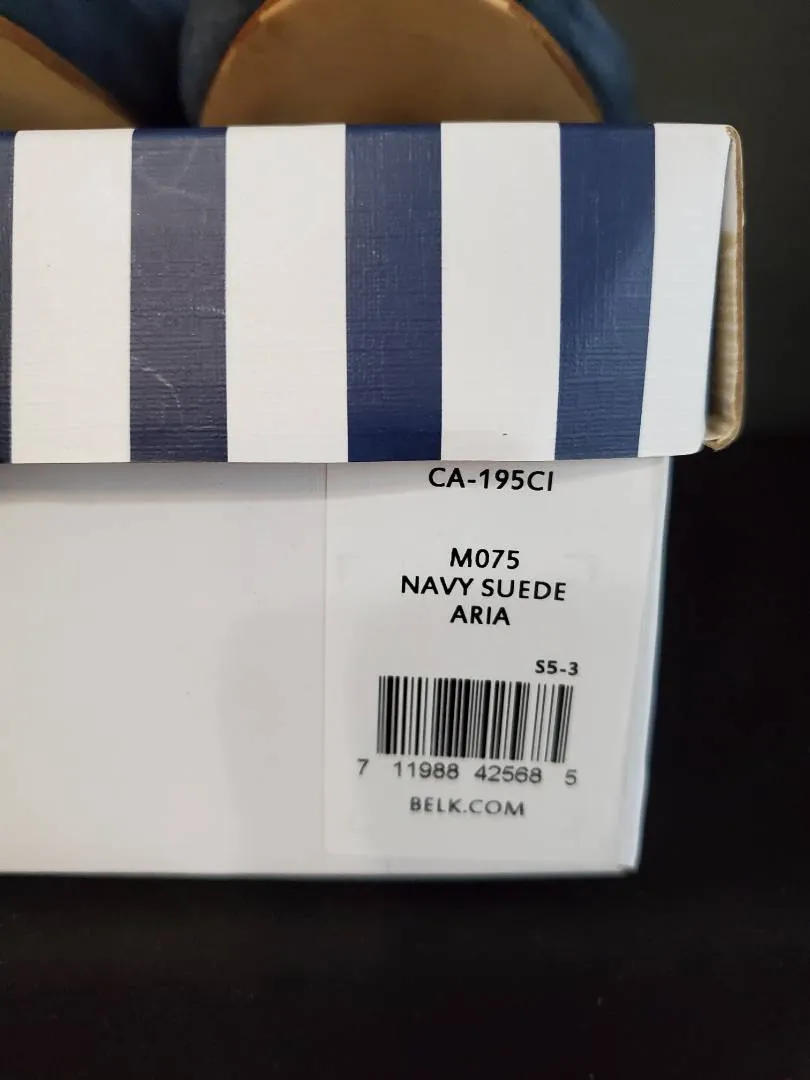 CA-195CI
M075
NAVY SUEDE
ARIA
S5-3
7 11988 42568 5
BELK.COM